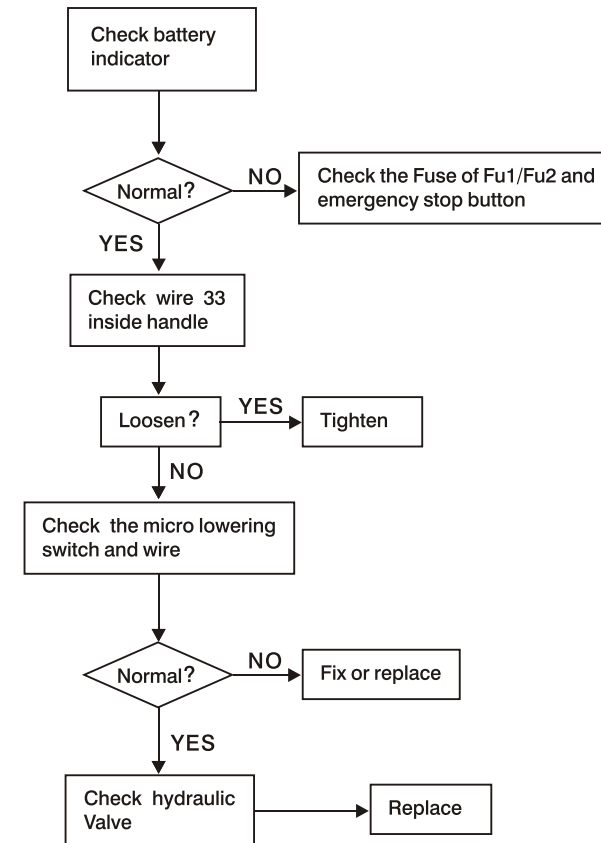 Check battery
indicator
Normal?
NO
Check the Fuse of Fu1/Fu2 and
emergency stop button
YES
Check wire 33
inside handle
Loosen?
YES
Tighten
NO
Check the micro lowering
switch and wire
Normal?
NO
Fix or replace
YES
Check hydraulic
Valve
Replace